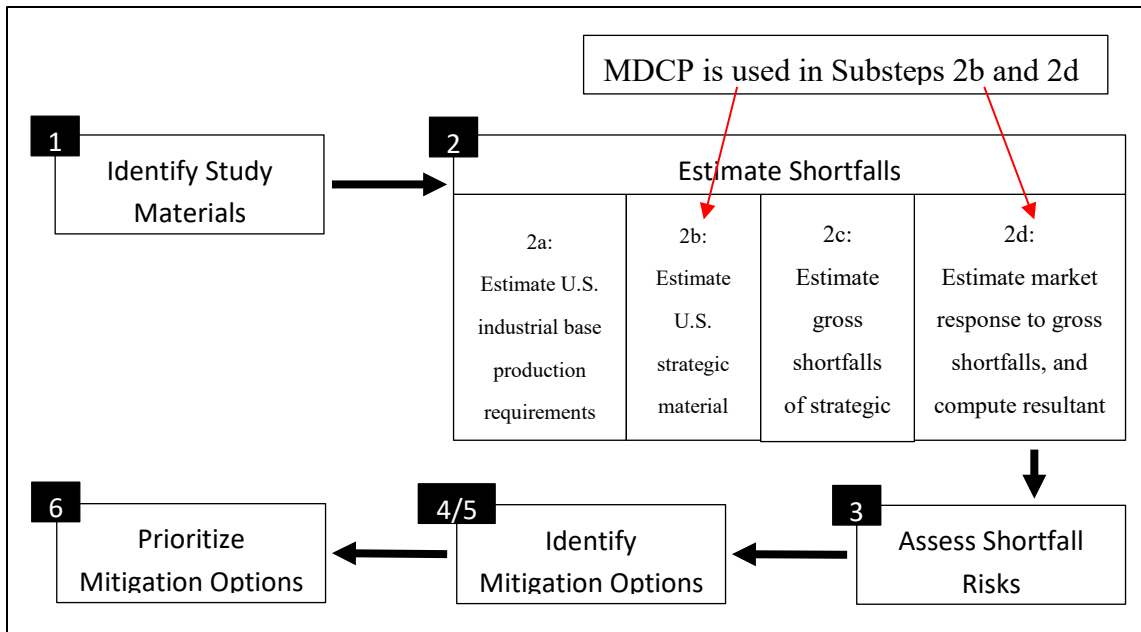 MDCP is used in Substeps 2b and 2d
1
Identify Study
Materials
2
Estimate Shortfalls
2a:
Estimate U.S.
industrial base
production
requirements
2b:
Estimate
U.S.
strategic
material
2c:
Estimate
gross
shortfalls
of strategic
2d:
Estimate market
response to gross
shortfalls, and
compute resultant
6
Prioritize
Mitigation Options
4/5
Identify
Mitigation Options
3
Assess Shortfall
Risks